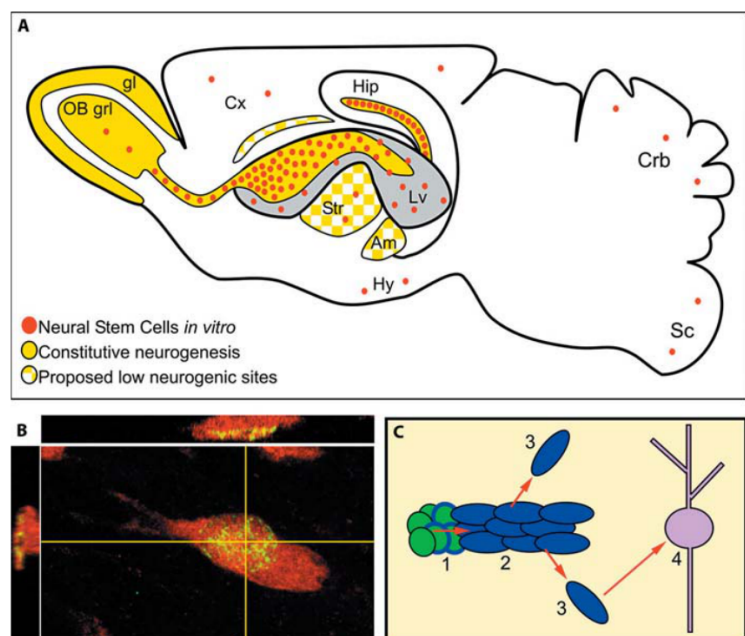 A
gl
OB grl
Cx
Hip
Crb
Lv
Str
Am
Hy
Sc
Neural Stem Cells in vitro
Constitutive neurogenesis
Proposed low neurogenic sites
B
C
3
1
2
3
4